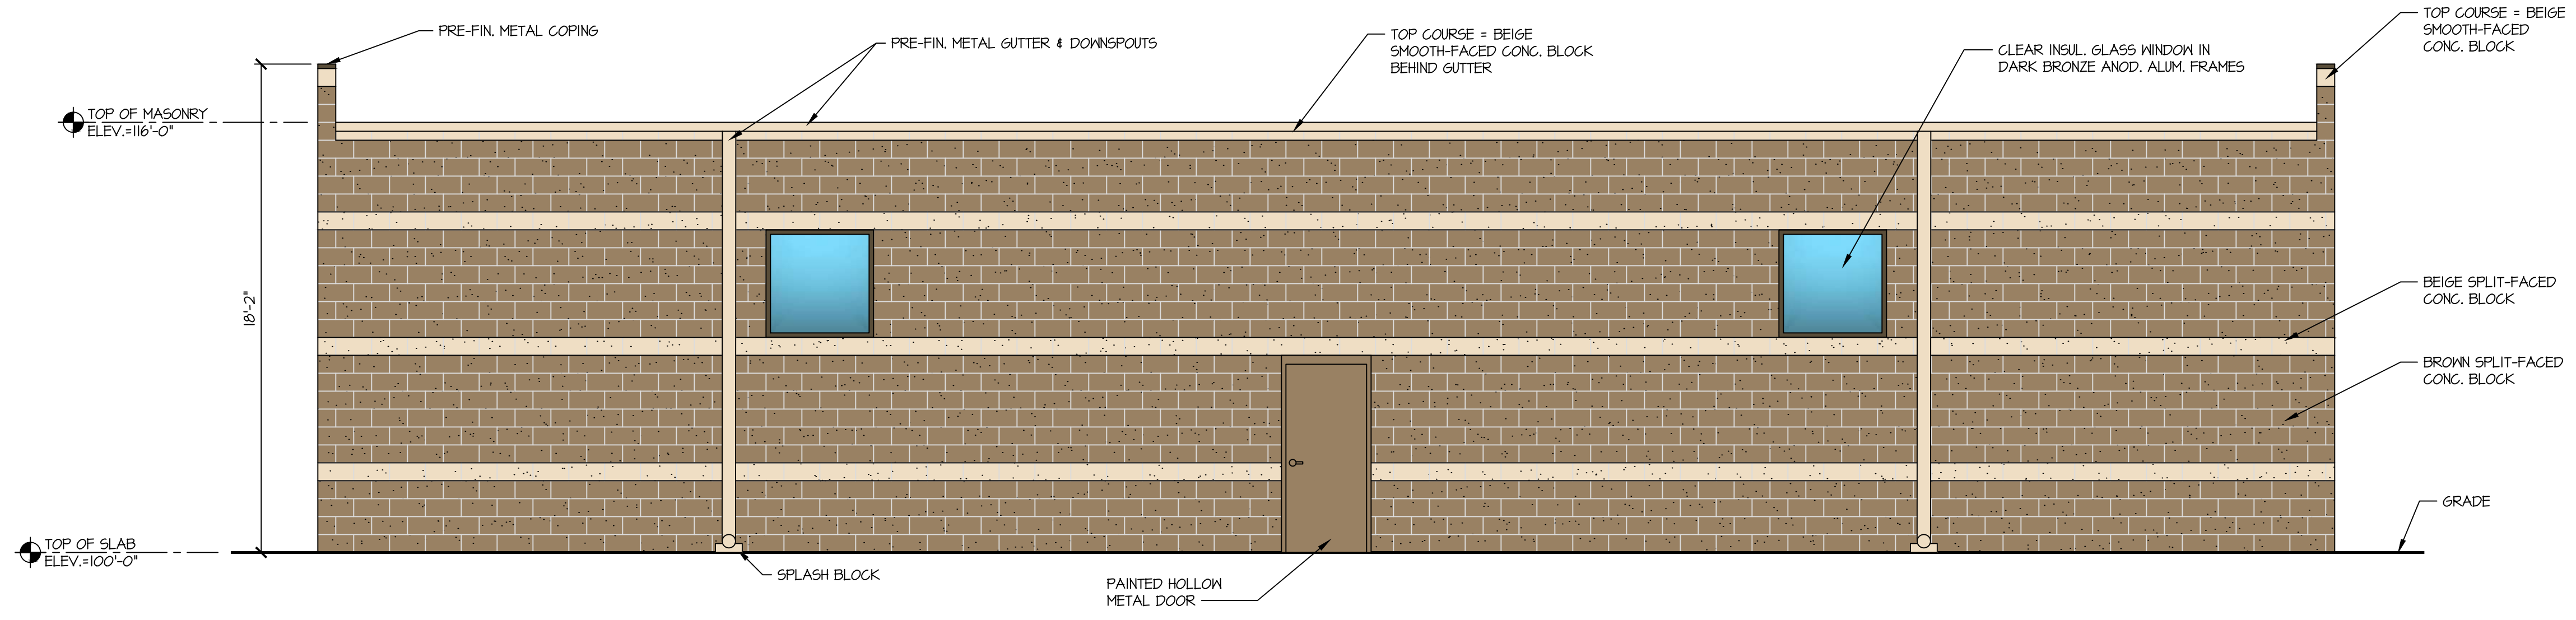 PRE-FIN. METAL COPING
PRE-FIN. METAL GUTTER & DOWNSPOUTS
TOP COURSE = BEIGE
SMOOTH-FACED CONC. BLOCK
BEHIND GUTTER
CLEAR INSUL. GLASS WINDOW IN
DARK BRONZE ANOD. ALUM. FRAMES
TOP COURSE = BEIGE
SMOOTH-FACED
CONC. BLOCK
TOP OF MASONRY
ELEV.=116'-0"
18'-2"
BEIGE SPLIT-FACED
CONC. BLOCK
BROWN SPLIT-FACED
CONC. BLOCK
GRADE
TOP OF SLAB
ELEV.=100'-0"
SPLASH BLOCK
PAINTED HOLLOW
METAL DOOR